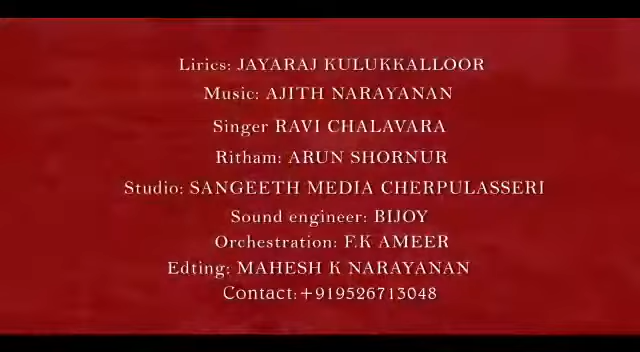 Lirics: JAYARAJ KULUKKALLOOR
Music: AJITH NARAYANAN
Singer RAVI CHALAVARA
Ritham: ARUN SHORNUR
Studio: SANGEETH MEDIA CHERPULASSERI
Sound engineer: BIJOY
Orchestration: F.K AMEER
Edting: MAHESH K NARAYANAN
Contact:+919526713048